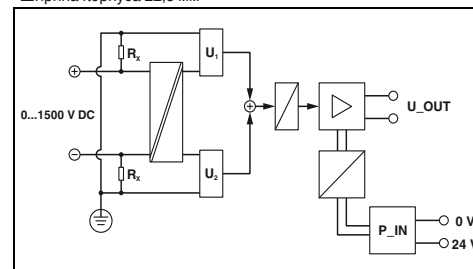 Ширина корпуса 22,5 мм
Rx
U1
+
0...1500 V DC
U_OUT
−
Rx
U2
P_IN
0 V
24 V